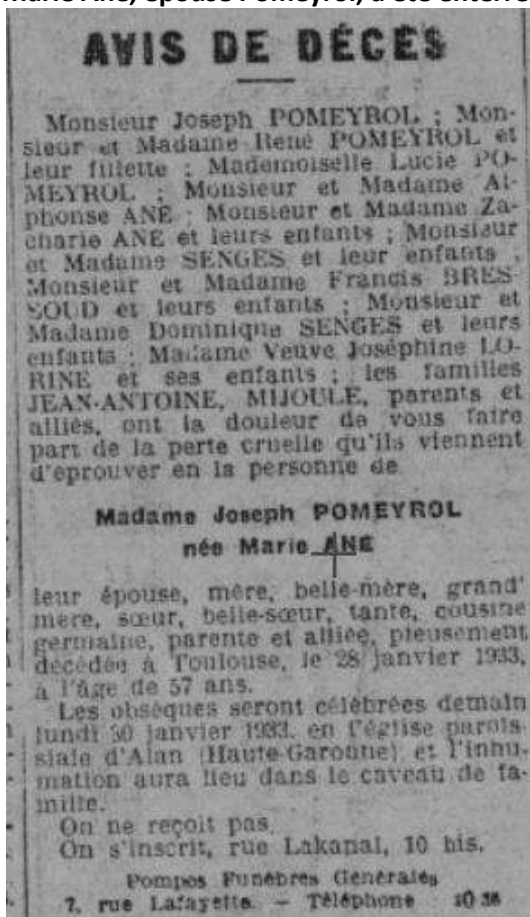 Marie Ane, épouse Pomeyrol, a été enterré
AVIS DE DÉCÈS
Monsieur Joseph POMEYROL ; Mon-
sieur et Madame René POMEYROL et
leur fillette ; Mademoiselle Lucie PO-
MEYROL ; Monsieur et Madame Al-
phonse ANE ; Monsieur et Madame Za-
charie ANE et leurs enfants ; Monsieur
et Madame SENGES et leur enfants ;
Monsieur et Madame Francis BRES-
SOUD et leurs enfants ; Monsieur et
Madame Dominique SENGES et leurs
enfants ; Madame Veuve Joséphine LO-
RINE et ses enfants ; les familles
JEAN-ANTOINE, MIJOULE, parents et
alliés, ont la douleur de vous faire
part de la perte cruelle qu'ils viennent
d'éprouver en la personne de
Madame Joseph POMEYROL
née Marie ANE
leur épouse, mère, belle-mère, grand
mère, sœur, belle-sœur, tante, cousine
germaine, parente et alliée, pieusement
décédée à Toulouse, le 28 janvier 1933,
à l'âge de 57 ans.
Les obsèques seront célébrées demain
lundi 30 janvier 1933, en l'église parois-
siale d'Alan (Haute-Garonne) et l'inhu-
mation aura lieu dans le caveau de fa-
mille.
On ne reçoit pas.
On s'inscrit, rue Lakanal, 10 bis.
Pompes Funèbres Générales
7, rue Lafayette. — Téléphone